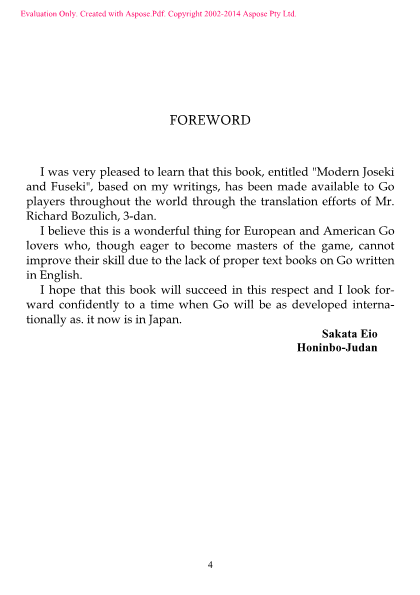 Evaluation Only. Created with Aspose.Pdf. Copyright 2002-2014 Aspose Pty Ltd.
FOREWORD
I was very pleased to learn that this book, entitled "Modern Joseki
and Fuseki", based on my writings, has been made available to Go
players throughout the world through the translation efforts of Mr.
Richard Bozulich, 3-dan.
I believe this is a wonderful thing for European and American Go
lovers who, though eager to become masters of the game, cannot
improve their skill due to the lack of proper text books on Go written
in English.
I hope that this book will succeed in this respect and I look for-
ward confidently to a time when Go will be as developed interna-
tionally as. it now is in Japan.
Sakata Eio
Honinbo-Judan
4